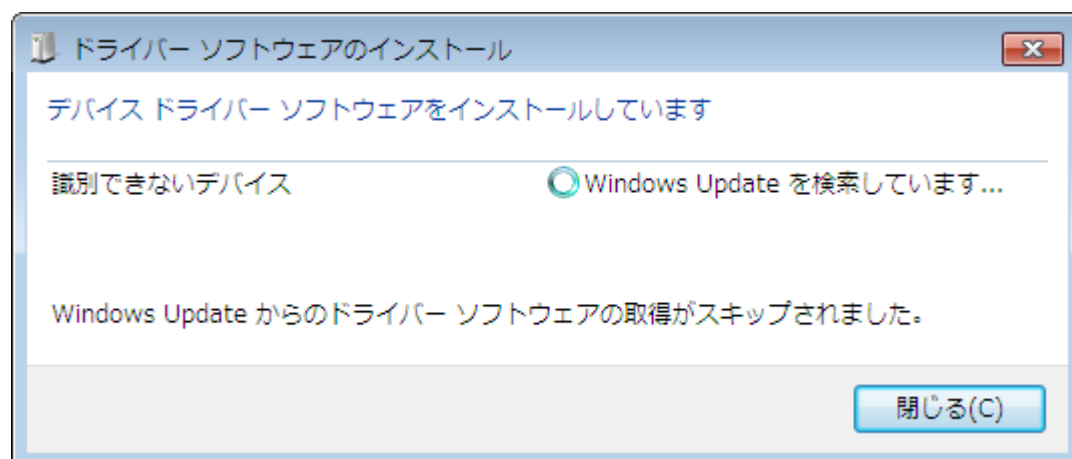 ドライバー ソフトウェアのインストール
デバイス ドライバー ソフトウェアをインストールしています
識別できないデバイス Windows Update を検索しています...
Windows Update からのドライバー ソフトウェアの取得がスキップされました。
閉じる(C)